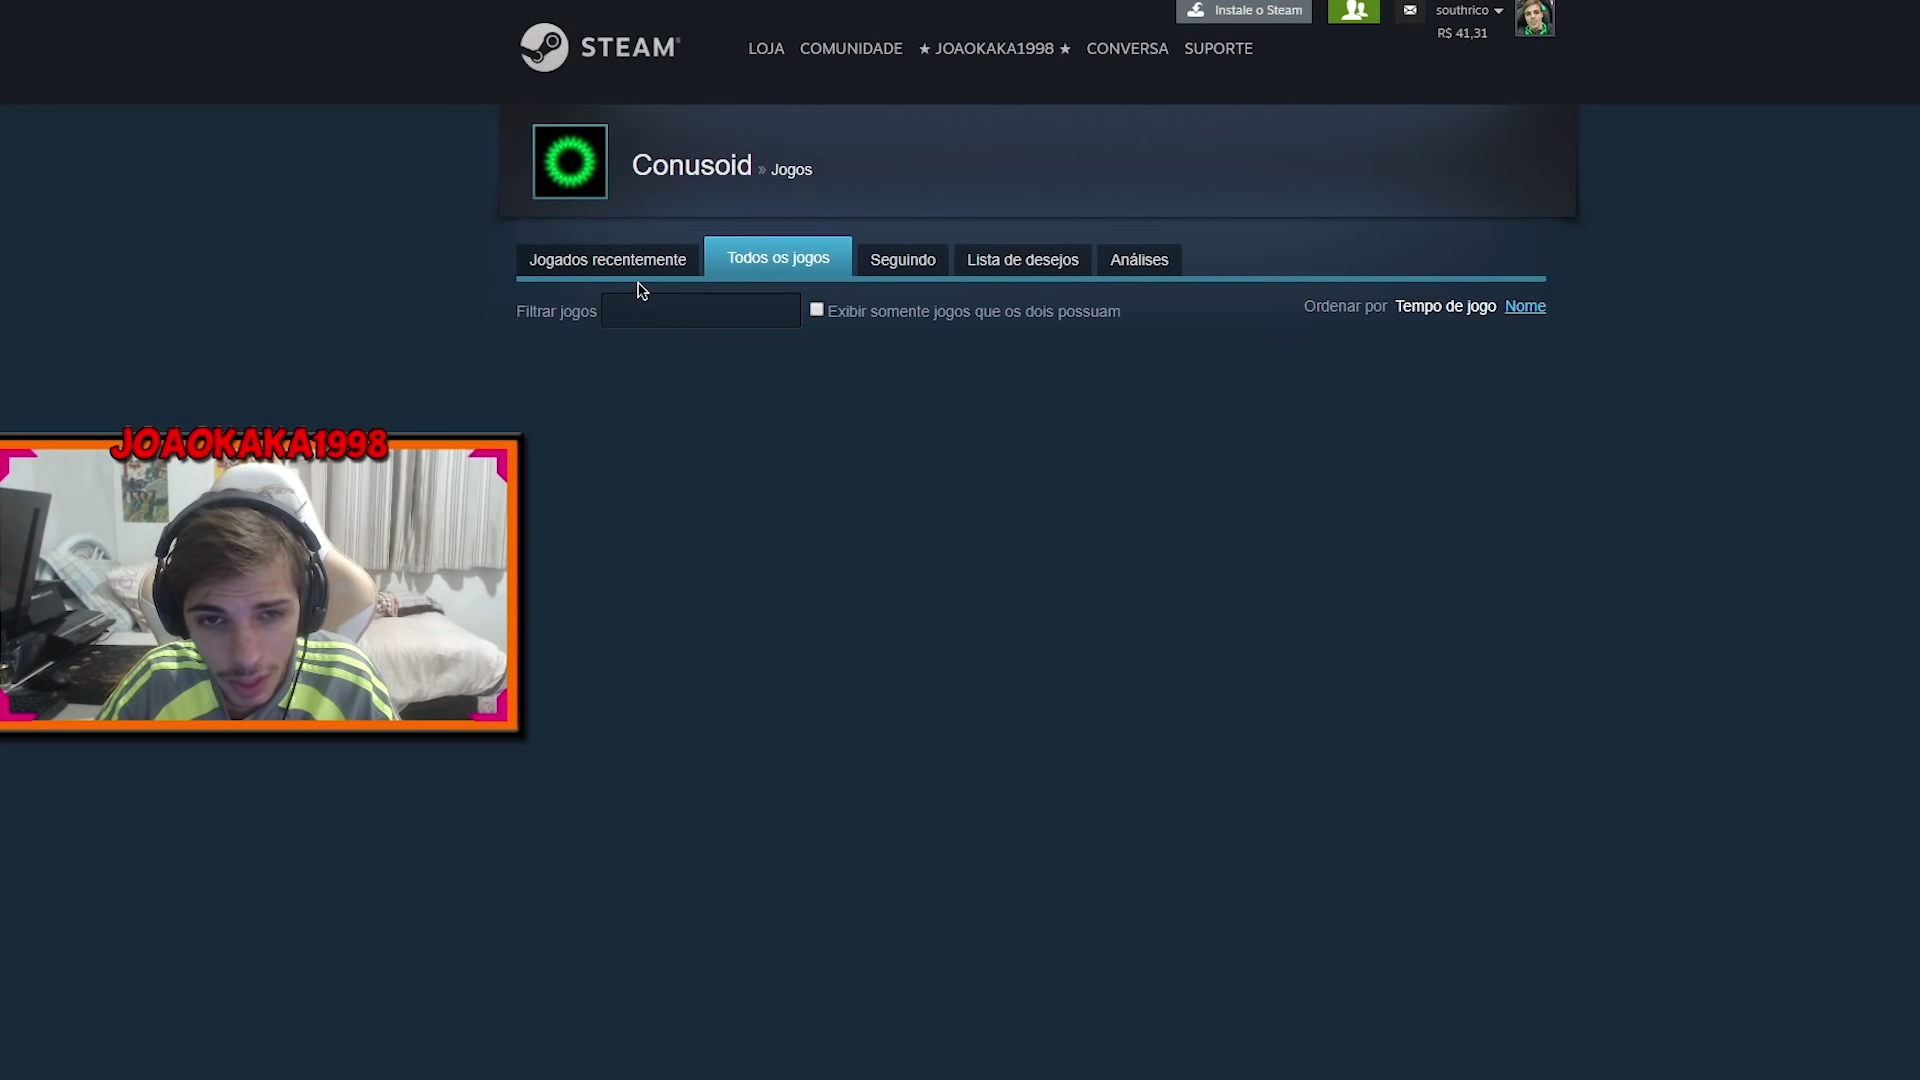 Instale o Steam
southrico
R$ 41,31
STEAM®
LOJA COMUNIDADE ★ JOAOKAKA1998 ★ CONVERSA SUPORTE
Conusoid » Jogos
Jogados recentemente
Todos os jogos
Seguindo
Lista de desejos
Análises
Filtrar jogos
Exibir somente jogos que os dois possuam
Ordenar por Tempo de jogo Nome
JOAOKAKA1998